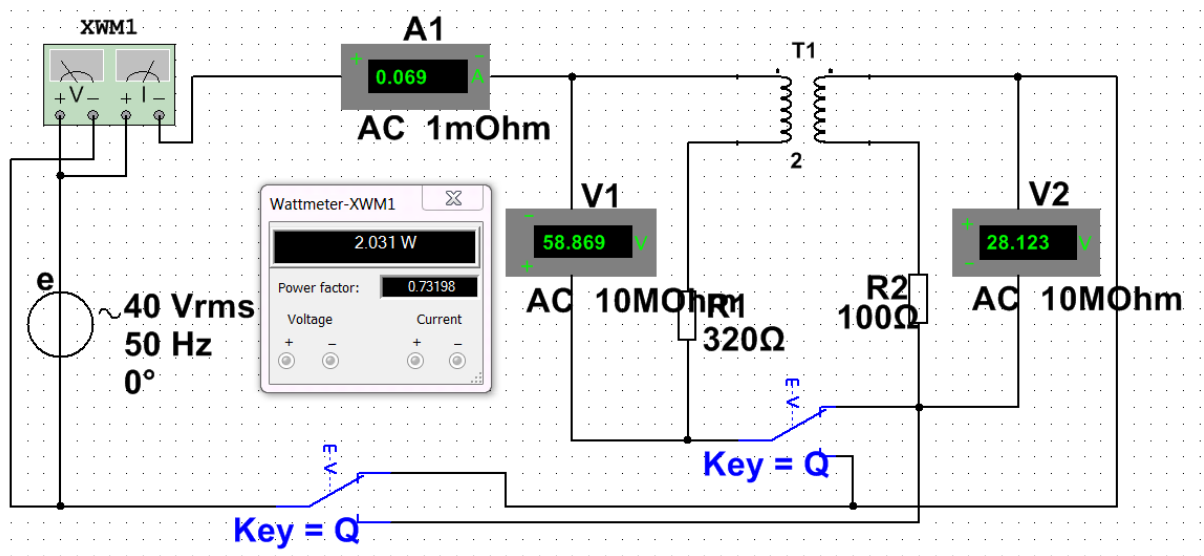 XWM1
A1
T1
0.069 A
+ V − + I −
AC 1mOhm
2
Wattmeter-XWM1
V1
V2
2.031 W
58.869 V
28.123 V
Power factor: 0.73198
e
40 Vrms
50 Hz
0°
Voltage
Current
+ − + −
AC 10MOhm
R1
320Ω
R2
100Ω
AC 10MOhm
Key = Q
Key = Q